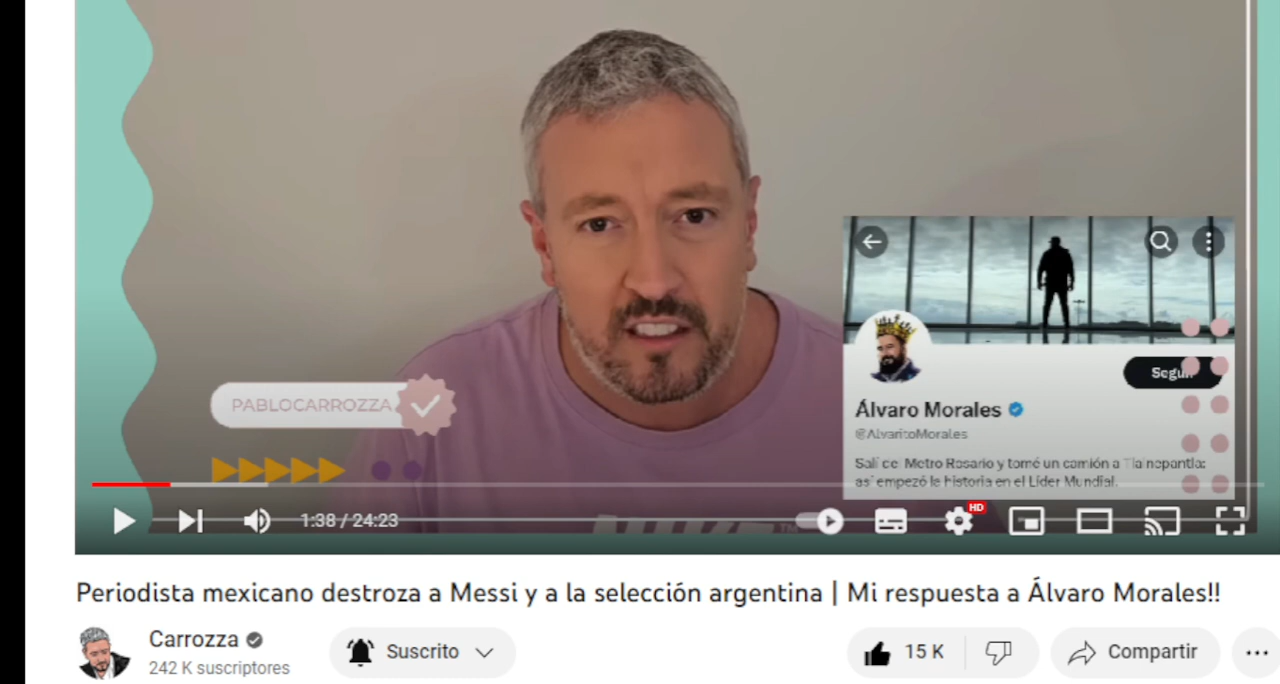 PABLOCARROZZA
Segui
Álvaro Morales
@AlvaritoMorales
Salí del Metro Rosario y tomé un camión a Tlalnepantla:
así empezó la historia en el Líder Mundial.
1:38 / 24:23
HD
Periodista mexicano destroza a Messi y a la selección argentina | Mi respuesta a Álvaro Morales!!
Carrozza
242 K suscriptores
Suscrito
15 K
Compartir